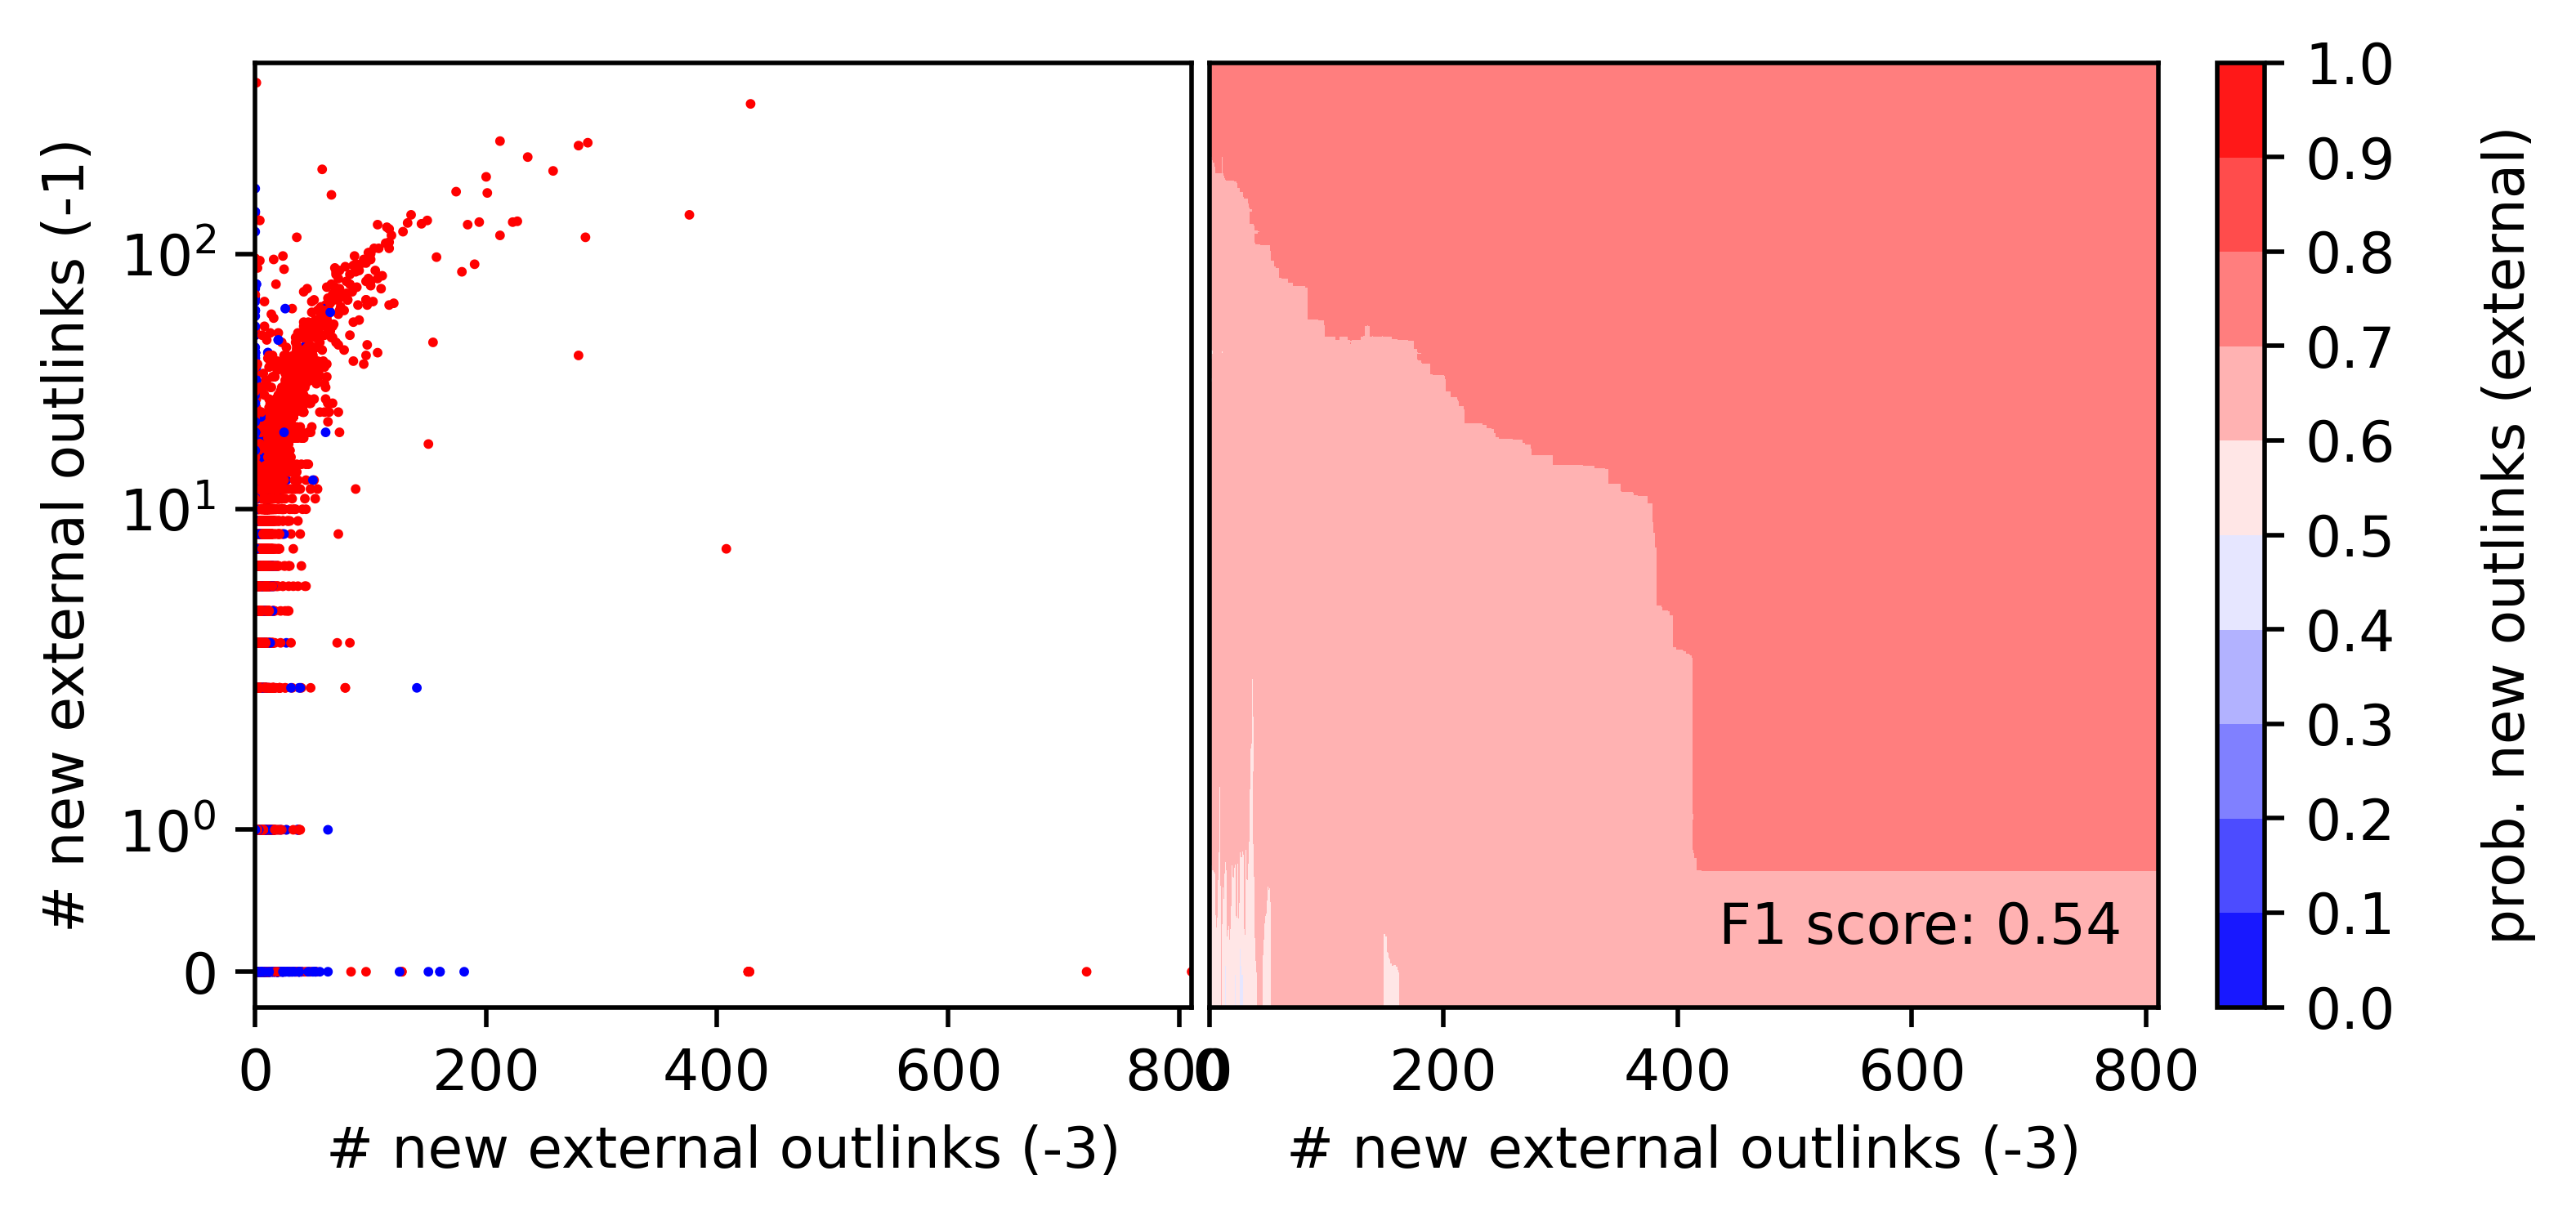 # new external outlinks (-1)
10²
10¹
10⁰
0
0 200 400 600 800
# new external outlinks (-3)
F1 score: 0.54
0 200 400 600 800
# new external outlinks (-3)
1.0
0.9
0.8
0.7
0.6
0.5
0.4
0.3
0.2
0.1
0.0
prob. new outlinks (external)